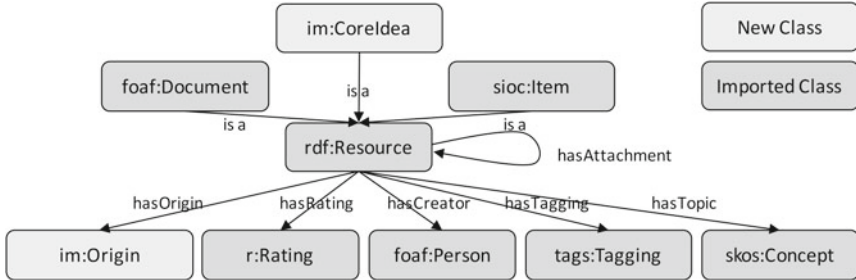 im:CoreIdea
New Class
foaf:Document
is a
sioc:Item
Imported Class
is a
is a
rdf:Resource
hasAttachment
hasOrigin
hasRating
hasCreator
hasTagging
hasTopic
im:Origin
r:Rating
foaf:Person
tags:Tagging
skos:Concept